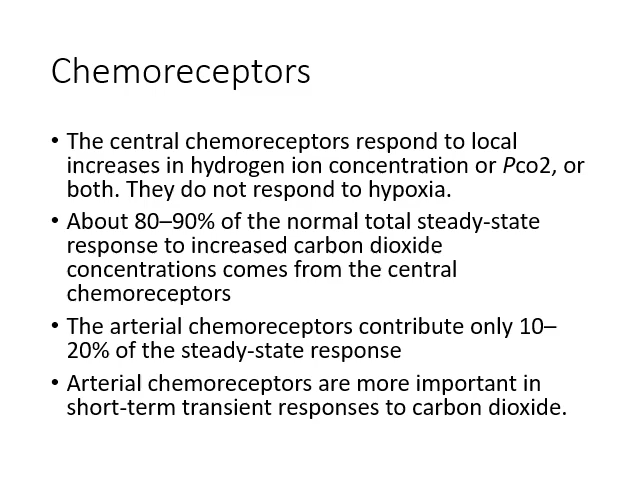 Chemoreceptors
• The central chemoreceptors respond to local
increases in hydrogen ion concentration or Pco2, or
both. They do not respond to hypoxia.
• About 80–90% of the normal total steady-state
response to increased carbon dioxide
concentrations comes from the central
chemoreceptors
• The arterial chemoreceptors contribute only 10–
20% of the steady-state response
• Arterial chemoreceptors are more important in
short-term transient responses to carbon dioxide.